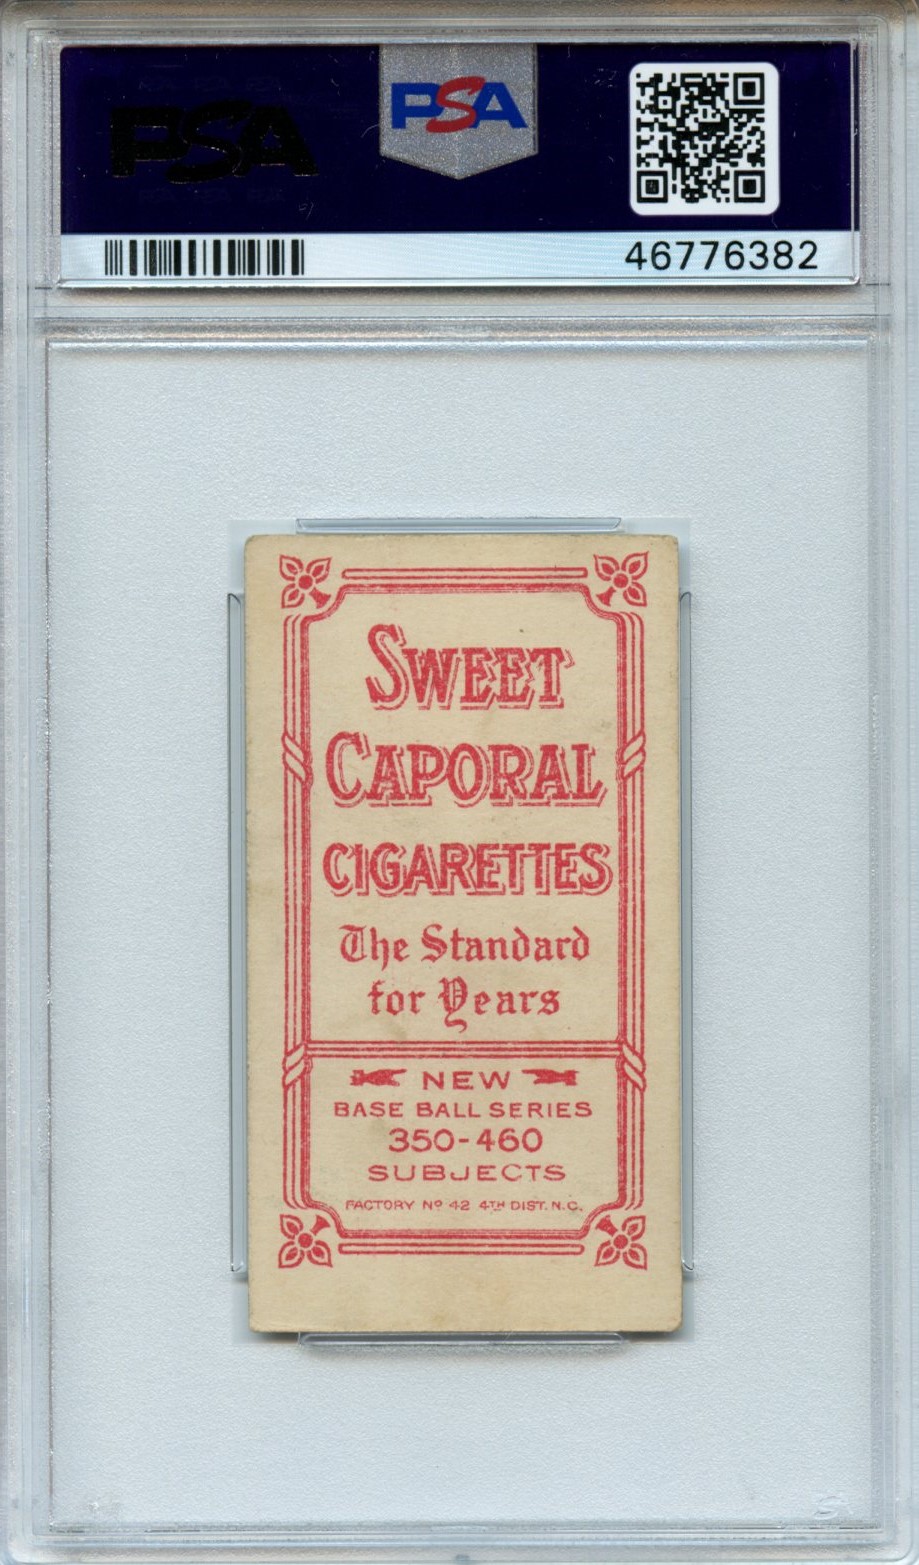 PSA
PSA
46776382
SWEET
CAPORAL
CIGARETTES
The Standard
for Years
NEW
BASE BALL SERIES
350-460
SUBJECTS
FACTORY Nº 42 4TH DIST. N.C.